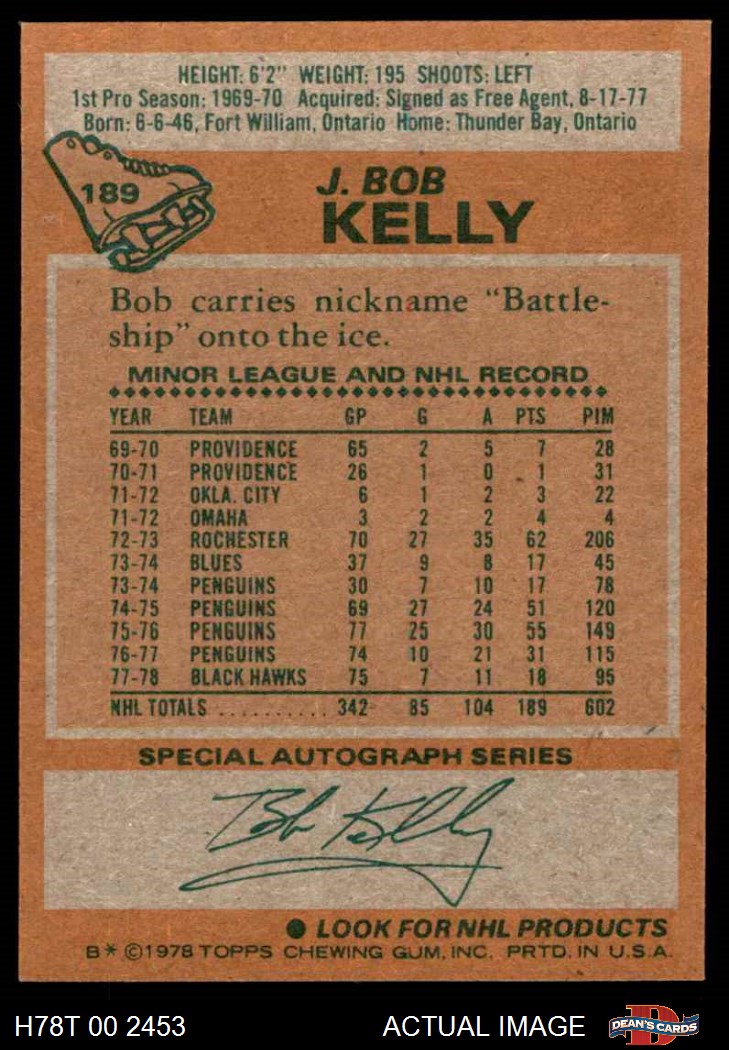 HEIGHT: 6'2" WEIGHT: 195 SHOOTS: LEFT
1st Pro Season: 1969-70 Acquired: Signed as Free Agent, 8-17-77
Born: 6-6-46, Fort William, Ontario Home: Thunder Bay, Ontario
189
J. BOB
KELLY
Bob carries nickname "Battle-
ship" onto the ice.
MINOR LEAGUE AND NHL RECORD
YEAR TEAM GP G A PTS PIM
69-70 PROVIDENCE 65 2 5 7 28
70-71 PROVIDENCE 26 1 0 1 31
71-72 OKLA. CITY 6 1 2 3 22
71-72 OMAHA 3 2 2 4 4
72-73 ROCHESTER 70 27 35 62 206
73-74 BLUES 37 9 8 17 45
73-74 PENGUINS 30 7 10 17 78
74-75 PENGUINS 69 27 24 51 120
75-76 PENGUINS 77 25 30 55 149
76-77 PENGUINS 74 10 21 31 115
77-78 BLACK HAWKS 75 7 11 18 95
NHL TOTALS .......... 342 85 104 189 602
SPECIAL AUTOGRAPH SERIES
Bob Kelly
● LOOK FOR NHL PRODUCTS
B* ©1978 TOPPS CHEWING GUM, INC. PRTD. IN U.S.A.
H78T 00 2453 ACTUAL IMAGE DEAN'S CARDS